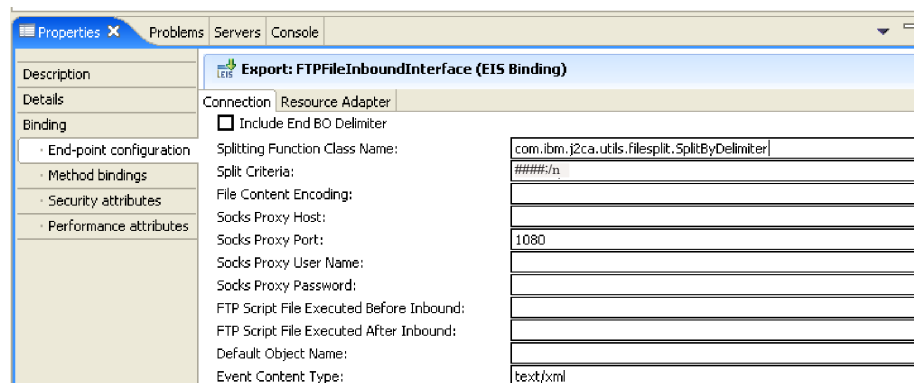 Properties Problems Servers Console
Description
Details
Binding
End-point configuration
Method bindings
Security attributes
Performance attributes
EIS Export: FTPFileInboundInterface (EIS Binding)
Connection Resource Adapter
Include End BO Delimiter
Splitting Function Class Name: com.ibm.j2ca.utils.filesplit.SplitByDelimiter
Split Criteria: ####;/n
File Content Encoding:
Socks Proxy Host:
Socks Proxy Port: 1080
Socks Proxy User Name:
Socks Proxy Password:
FTP Script File Executed Before Inbound:
FTP Script File Executed After Inbound:
Default Object Name:
Event Content Type: text/xml